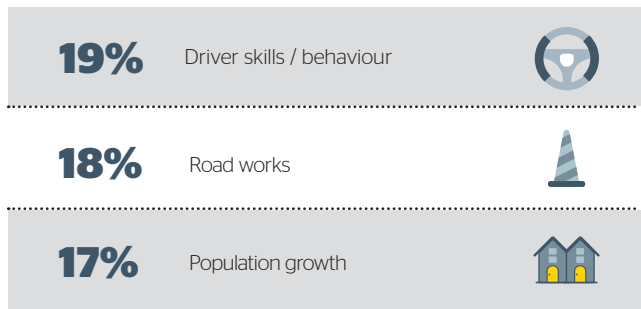 19% Driver skills / behaviour
18% Road works
17% Population growth